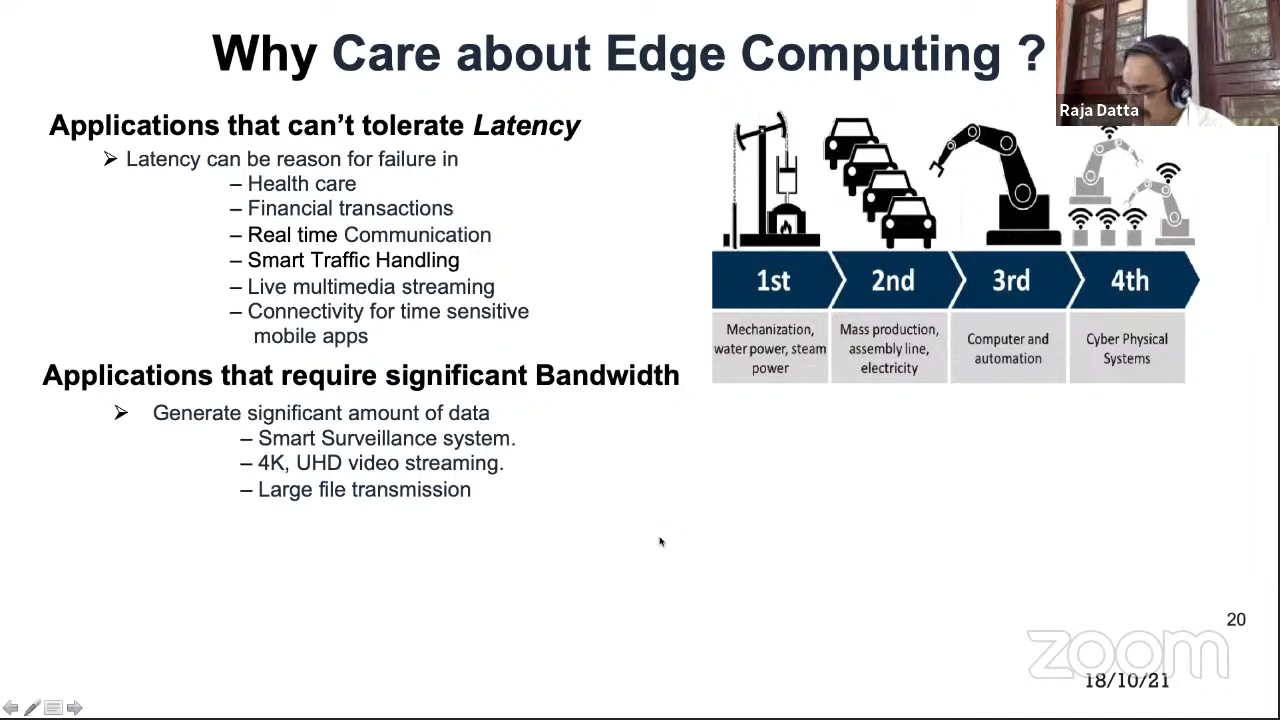 Why Care about Edge Computing ?
Raja Datta
Applications that can't tolerate Latency
➢ Latency can be reason for failure in
– Health care
– Financial transactions
– Real time Communication
– Smart Traffic Handling
– Live multimedia streaming
– Connectivity for time sensitive
mobile apps
Applications that require significant Bandwidth
➢ Generate significant amount of data
– Smart Surveillance system.
– 4K, UHD video streaming.
– Large file transmission
1st
2nd
3rd
4th
Mechanization,
water power, steam
power
Mass production,
assembly line,
electricity
Computer and
automation
Cyber Physical
Systems
20
zoom
18/10/21